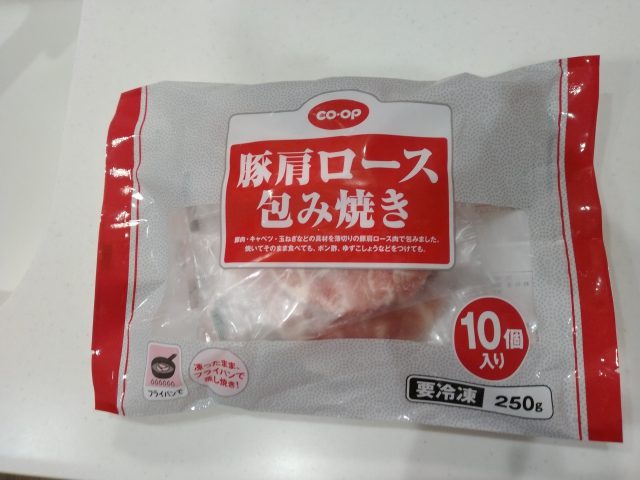 CO・OP
豚肩ロース
包み焼き
豚肉・キャベツ・玉ねぎなどの具材を薄切りの豚肩ロース肉で包みました。
焼いてそのまま食べても、ポン酢、ゆずこしょうなどをつけても。
10個
入り
凍ったまま、
フライパンで
蒸し焼き!
フライパンで
要冷凍 250g